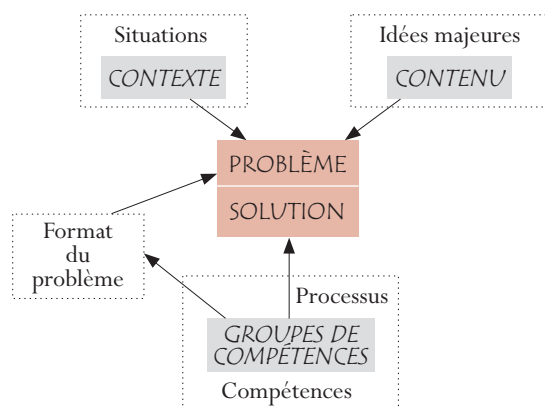 Situations
CONTEXTE
Idées majeures
CONTENU
PROBLÈME
SOLUTION
Format
du
problème
Processus
GROUPES DE
COMPÉTENCES
Compétences